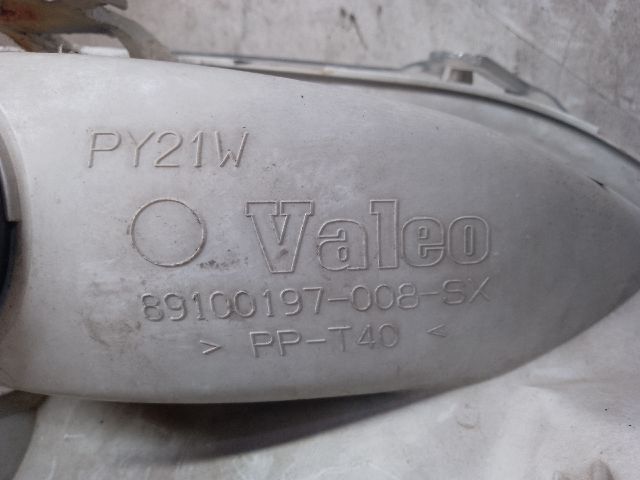 PY21W
Valeo
89100197-008-SX
> PP-T40 <